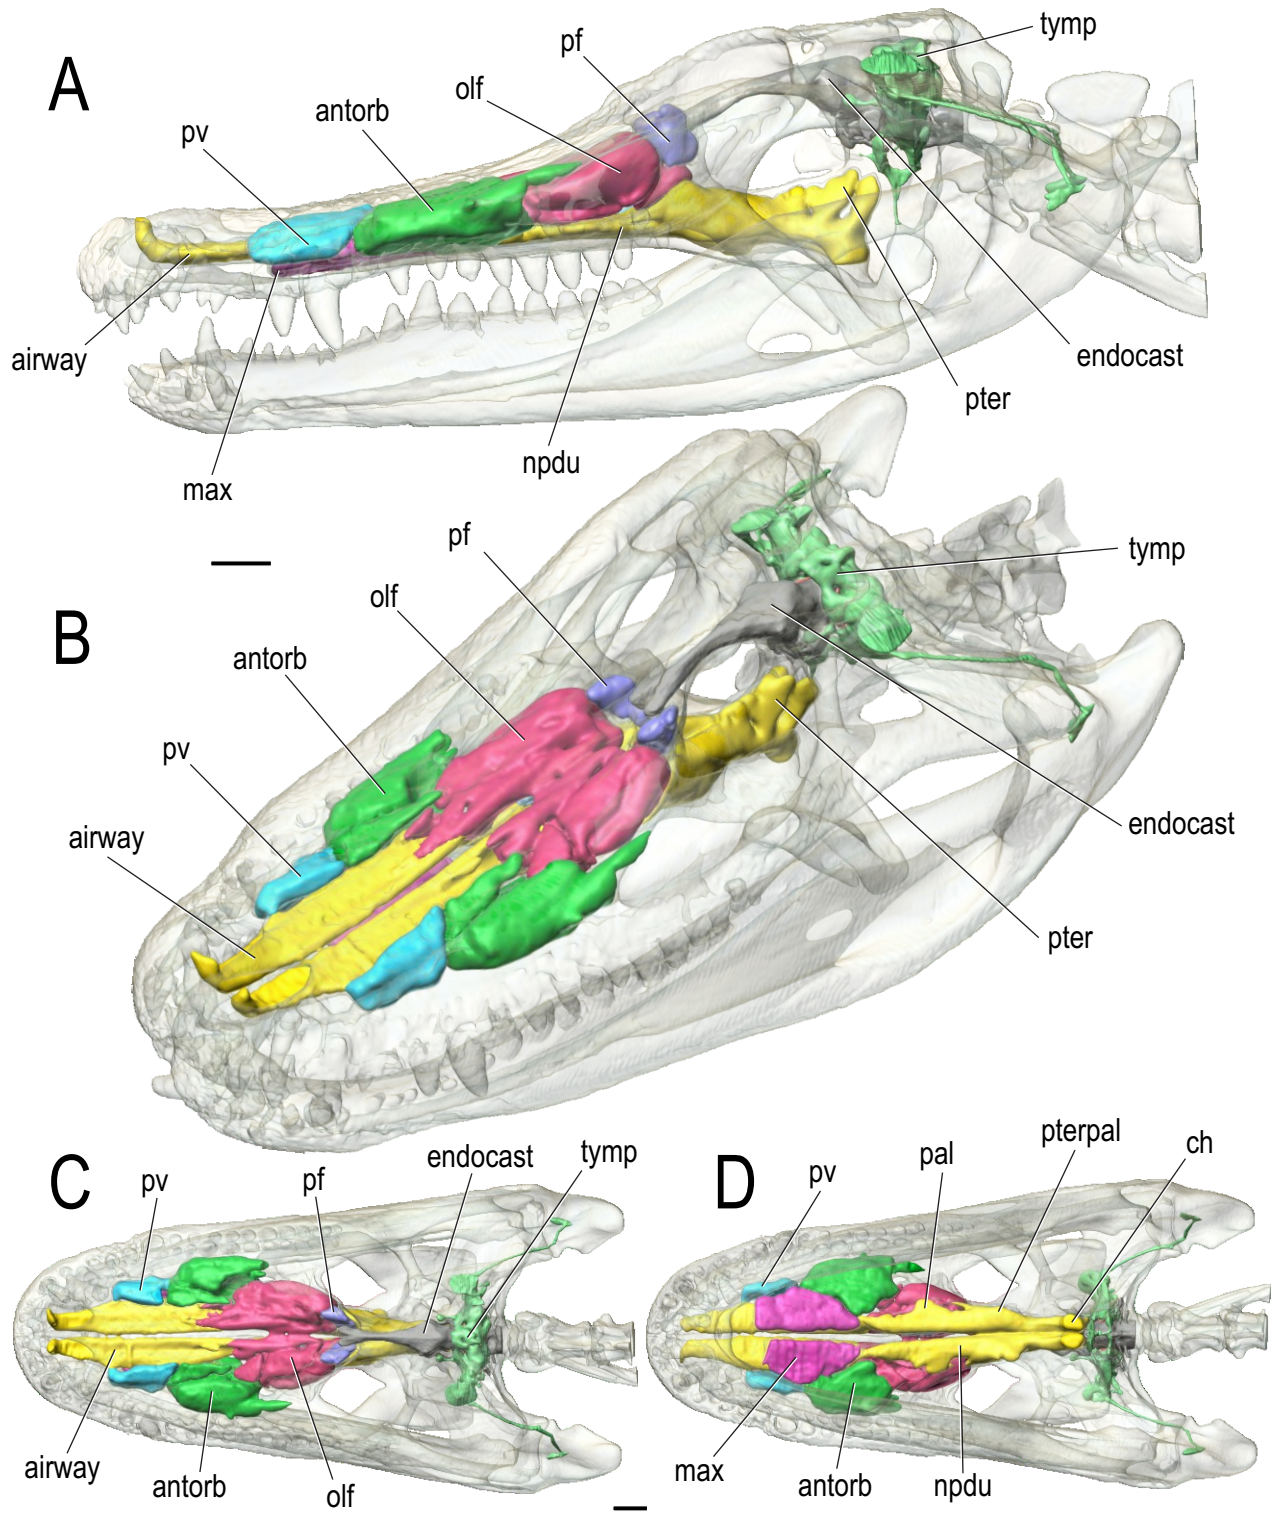 A
tymp
pf
olf
antorb
pv
airway
endocast
pter
npdu
max
B
pf
tymp
olf
antorb
pv
airway
endocast
pter
C
pv
pf
endocast
tymp
airway
antorb
olf
D
pv
pal
pterpal
ch
max
antorb
npdu